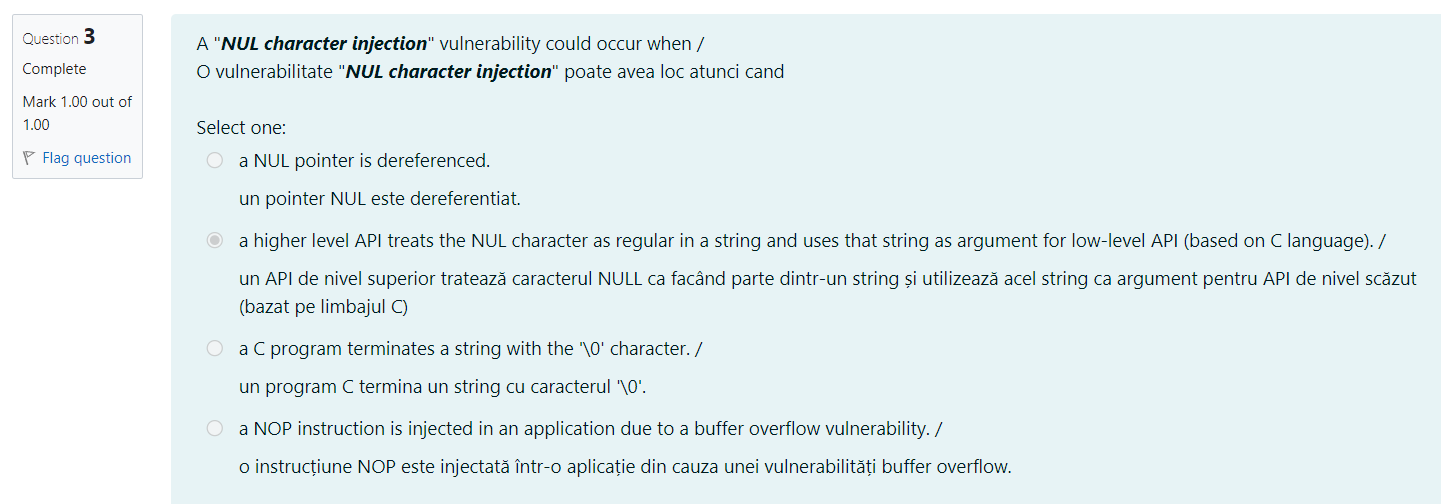 Question 3
Complete
Mark 1.00 out of
1.00
Flag question
A "NUL character injection" vulnerability could occur when /
O vulnerabilitate "NUL character injection" poate avea loc atunci cand
Select one:
a NUL pointer is dereferenced.
un pointer NUL este dereferentiat.
a higher level API treats the NUL character as regular in a string and uses that string as argument for low-level API (based on C language). /
un API de nivel superior tratează caracterul NULL ca facând parte dintr-un string și utilizează acel string ca argument pentru API de nivel scăzut
(bazat pe limbajul C)
a C program terminates a string with the '\0' character. /
un program C termina un string cu caracterul '\0'.
a NOP instruction is injected in an application due to a buffer overflow vulnerability. /
o instrucțiune NOP este injectată într-o aplicație din cauza unei vulnerabilități buffer overflow.